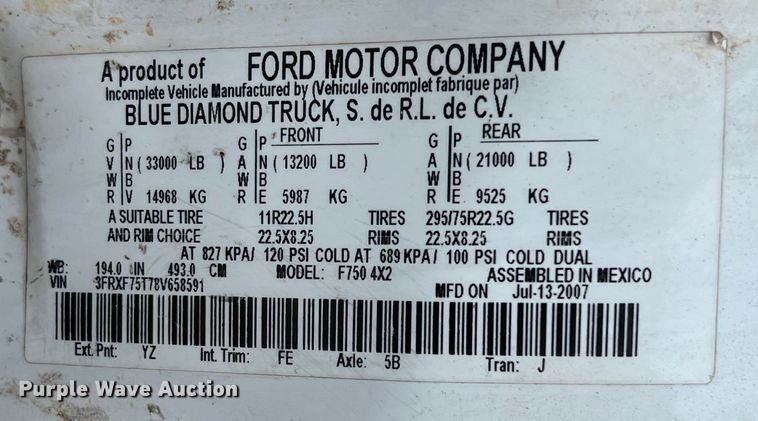 A product of FORD MOTOR COMPANY
Incomplete Vehicle Manufactured by (Vehicule incomplet fabrique par)
BLUE DIAMOND TRUCK, S. de R.L. de C.V.
FRONT REAR
G P G P G P
V N (33000 LB) A N (13200 LB) A N (21000 LB)
W B W B W B
R V 14968 KG R E 5987 KG R E 9525 KG
A SUITABLE TIRE 11R22.5H TIRES 295/75R22.5G TIRES
AND RIM CHOICE 22.5X8.25 RIMS 22.5X8.25 RIMS
AT 827 KPA/ 120 PSI COLD AT 689 KPA/ 100 PSI COLD DUAL
WB: 194.0 IN 493.0 CM MODEL: F750 4X2 ASSEMBLED IN MEXICO
VIN 3FRXF75T78V658591 MFD ON Jul-13-2007
Ext. Pnt: YZ Int. Trim: FE Axle: 5B Tran: J
Purple Wave Auction